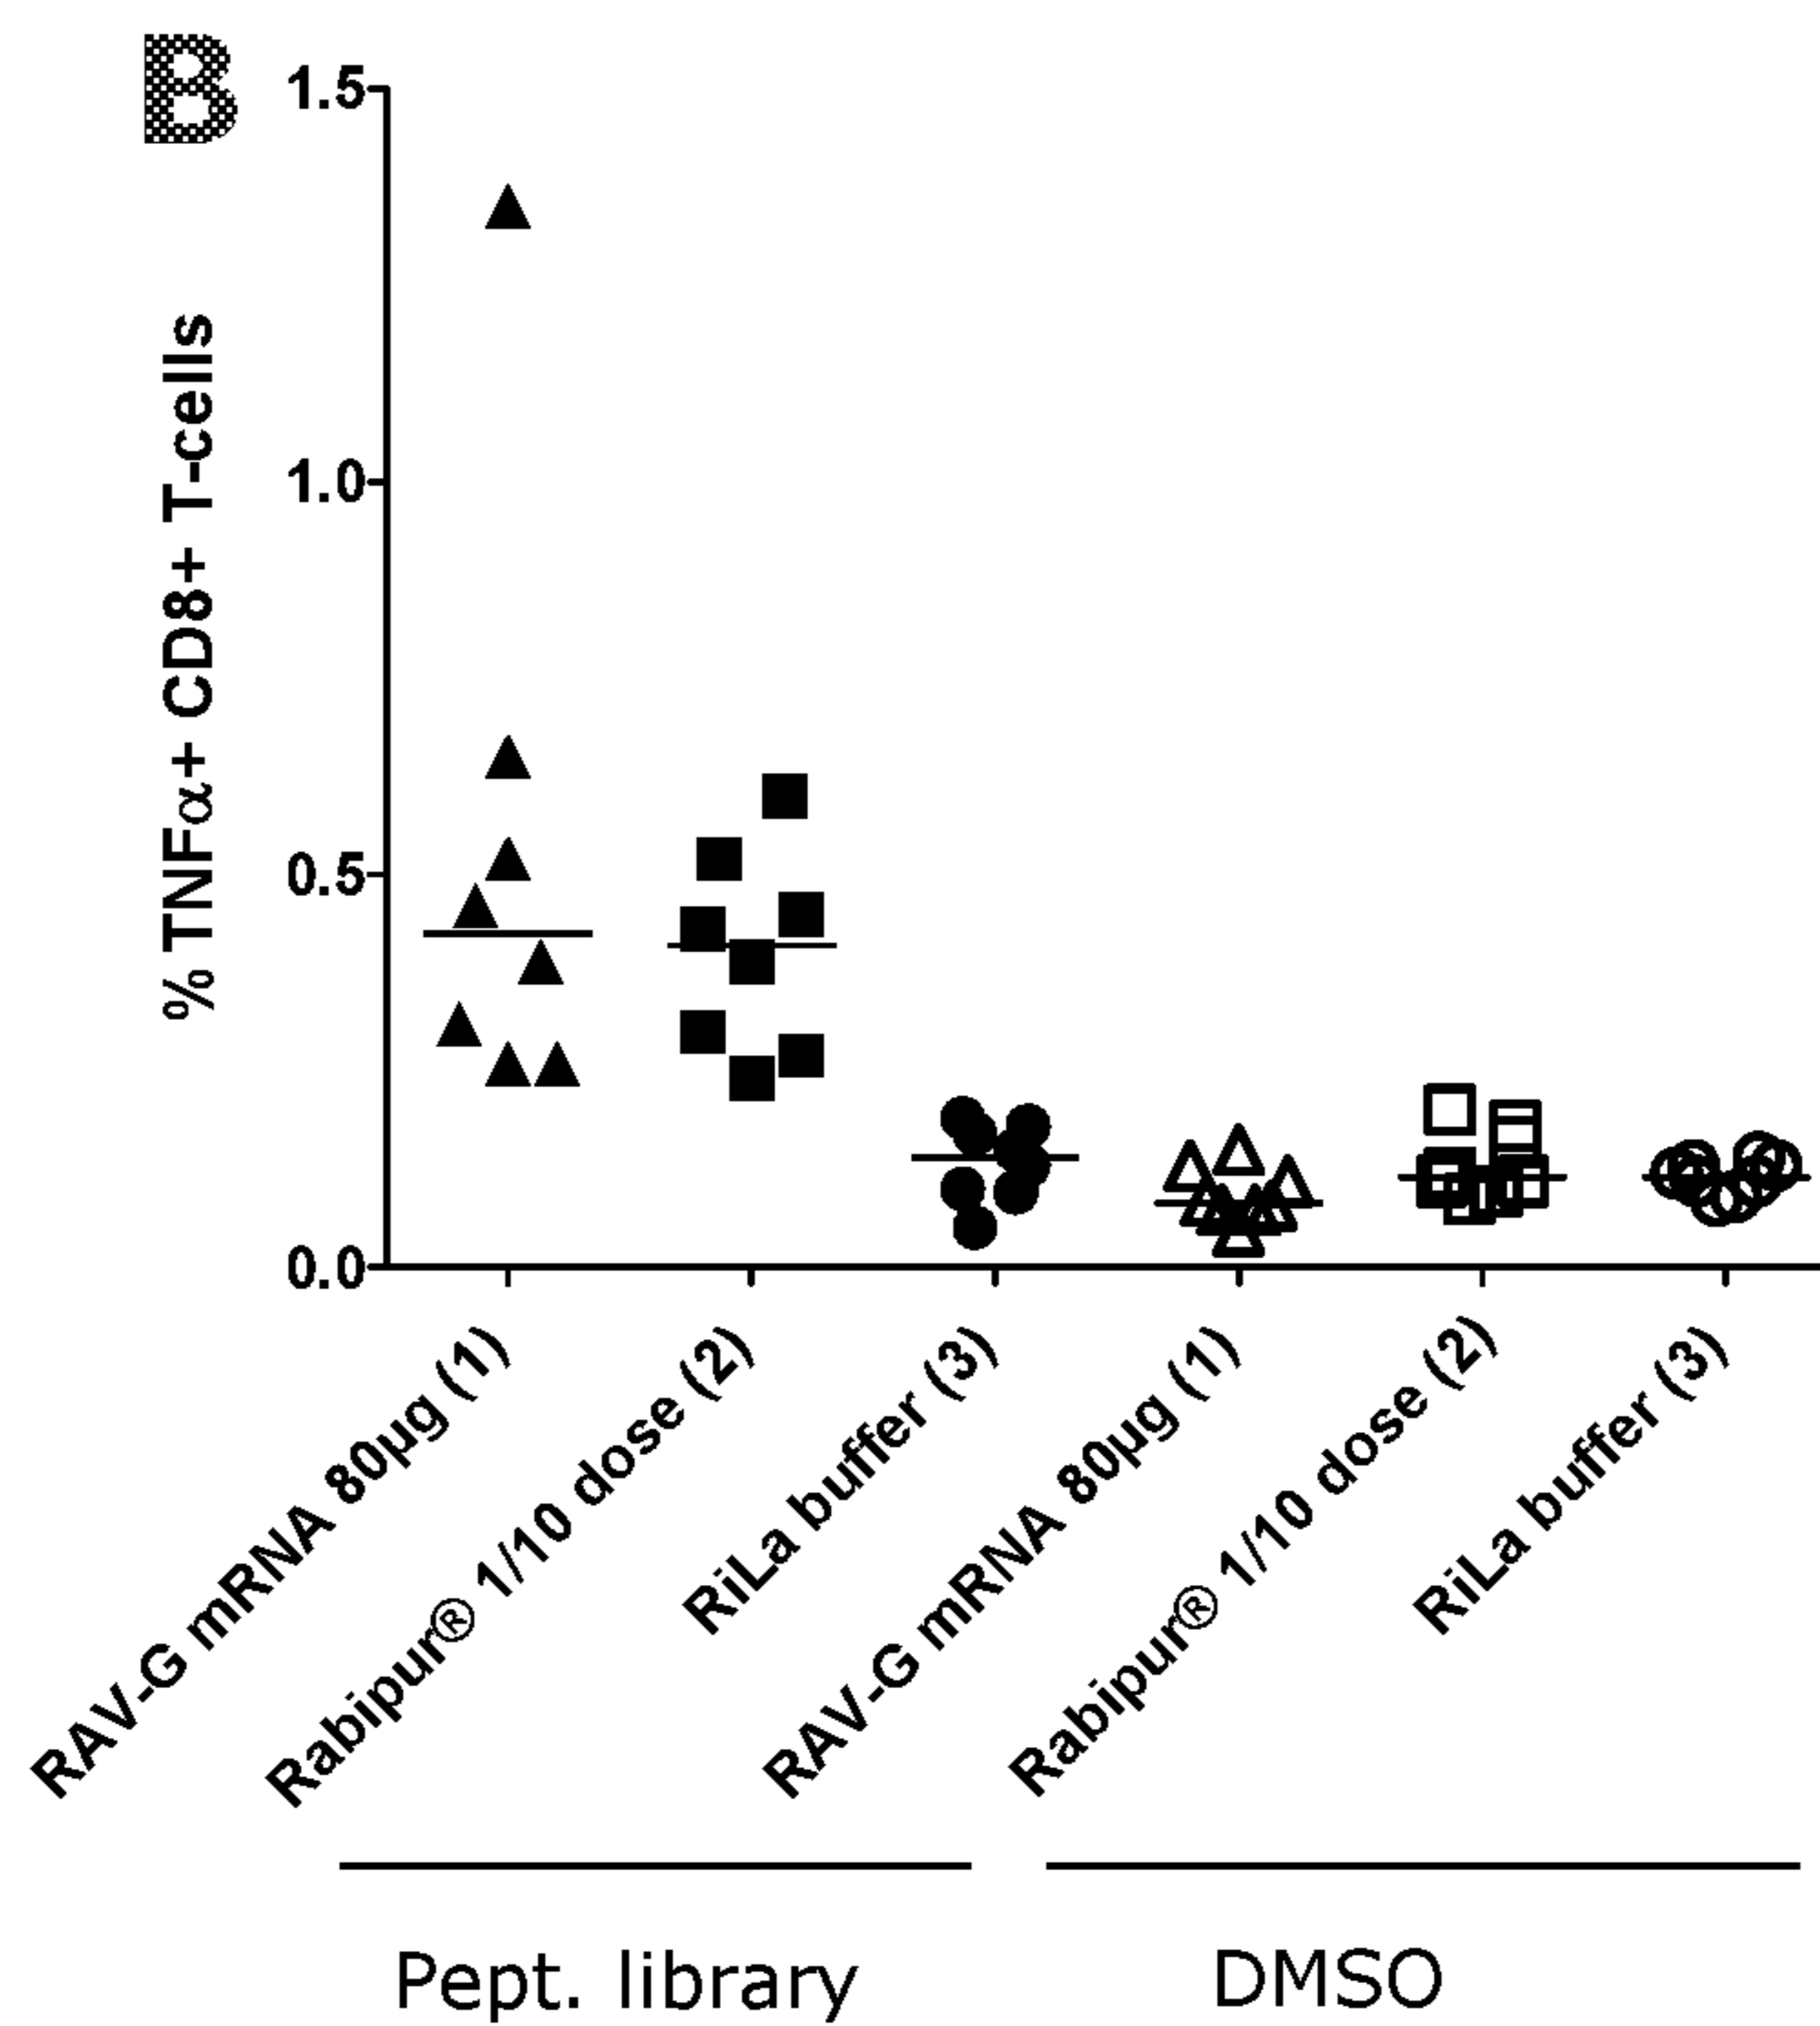 B
% TNFα+ CD8+ T-cells
1.5
1.0
0.5
0.0
RAV-G mRNA 80µg (1)
Rabipur® 1/10 dose (2)
RiLa buffer (3)
RAV-G mRNA 80µg (1)
Rabipur® 1/10 dose (2)
RiLa buffer (3)
Pept. library
DMSO